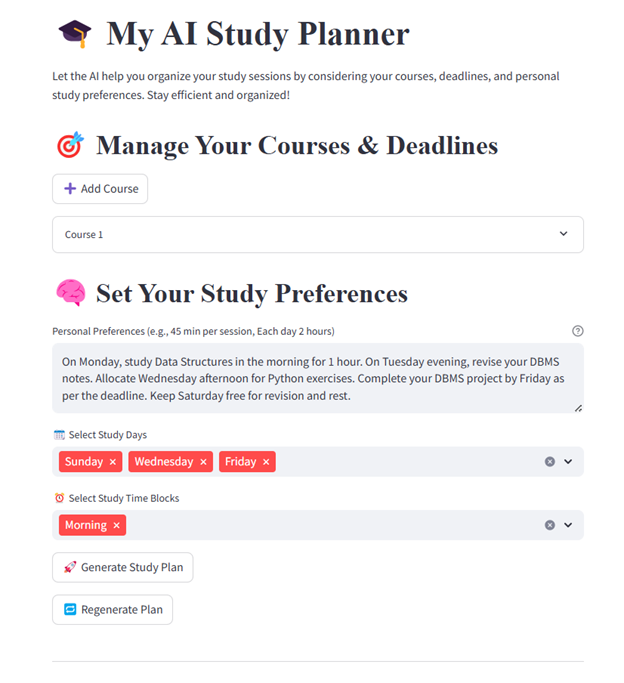 My AI Study Planner
Let the AI help you organize your study sessions by considering your courses, deadlines, and personal
study preferences. Stay efficient and organized!
Manage Your Courses & Deadlines
Add Course
Course 1
Set Your Study Preferences
Personal Preferences (e.g., 45 min per session, Each day 2 hours)
On Monday, study Data Structures in the morning for 1 hour. On Tuesday evening, revise your DBMS
notes. Allocate Wednesday afternoon for Python exercises. Complete your DBMS project by Friday as
per the deadline. Keep Saturday free for revision and rest.
Select Study Days
Sunday × Wednesday × Friday ×
Select Study Time Blocks
Morning ×
Generate Study Plan
Regenerate Plan